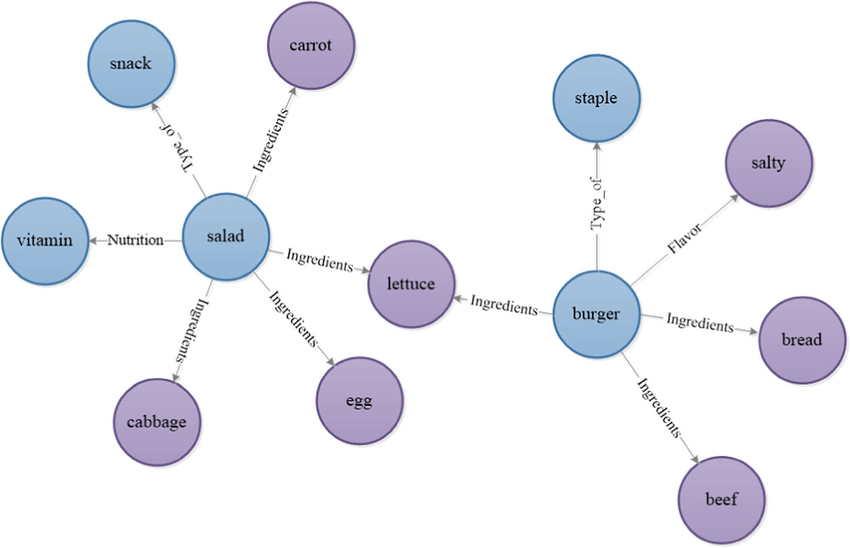 snack
carrot
Type_of
Ingredients
vitamin
Nutrition
salad
Ingredients
lettuce
Ingredients
Ingredients
cabbage
egg
staple
salty
Type_of
Flavor
Ingredients
burger
Ingredients
bread
Ingredients
beef